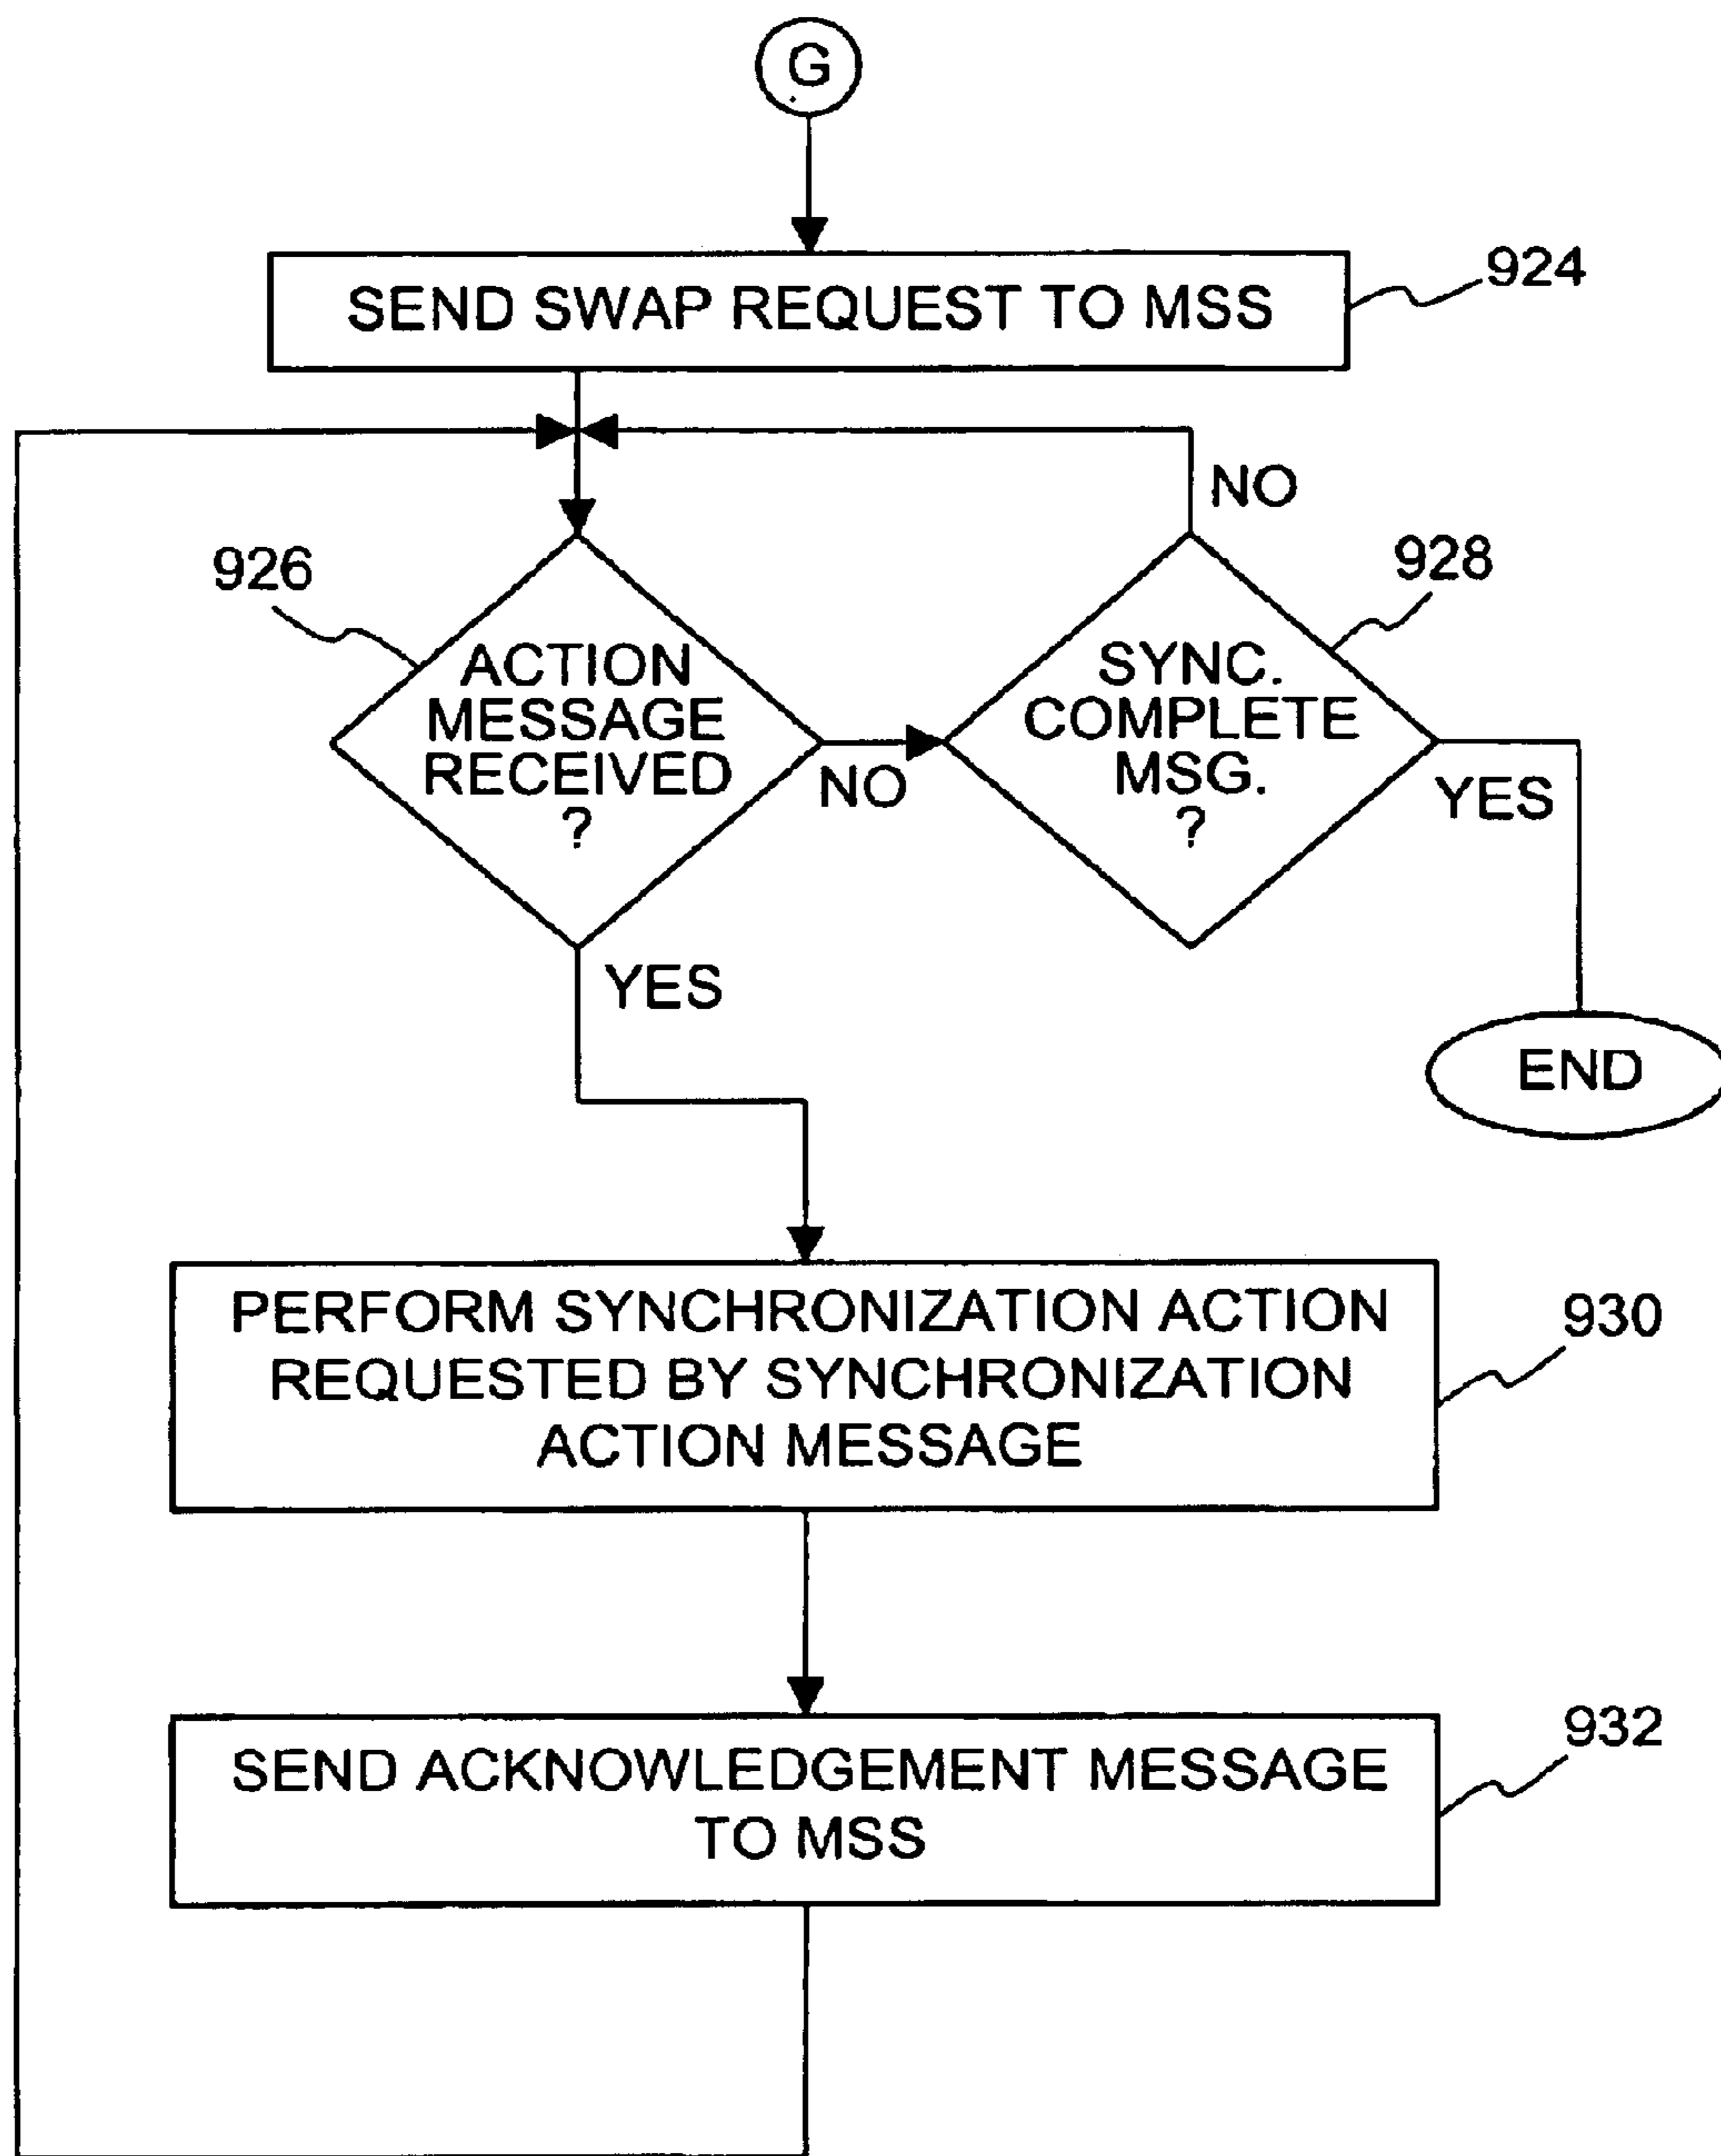 G
SEND SWAP REQUEST TO MSS
924
NO
926
928
ACTION
MESSAGE
RECEIVED
?
NO
SYNC.
COMPLETE
MSG.
?
YES
YES
END
PERFORM SYNCHRONIZATION ACTION
REQUESTED BY SYNCHRONIZATION
ACTION MESSAGE
930
SEND ACKNOWLEDGEMENT MESSAGE
TO MSS
932